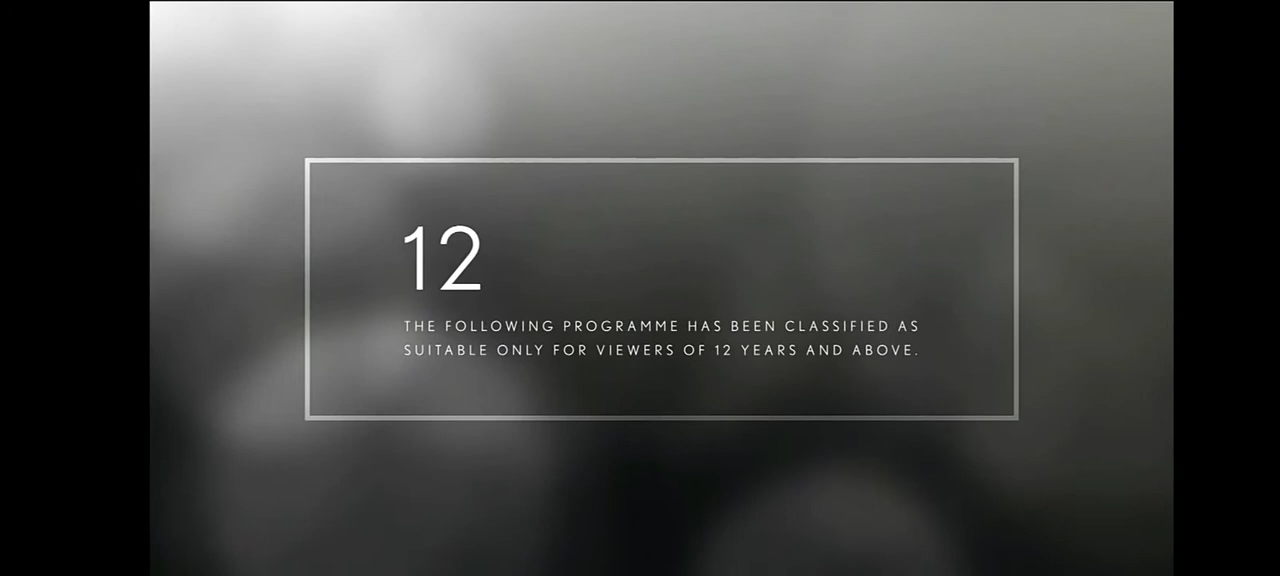 12
THE FOLLOWING PROGRAMME HAS BEEN CLASSIFIED AS
SUITABLE ONLY FOR VIEWERS OF 12 YEARS AND ABOVE.